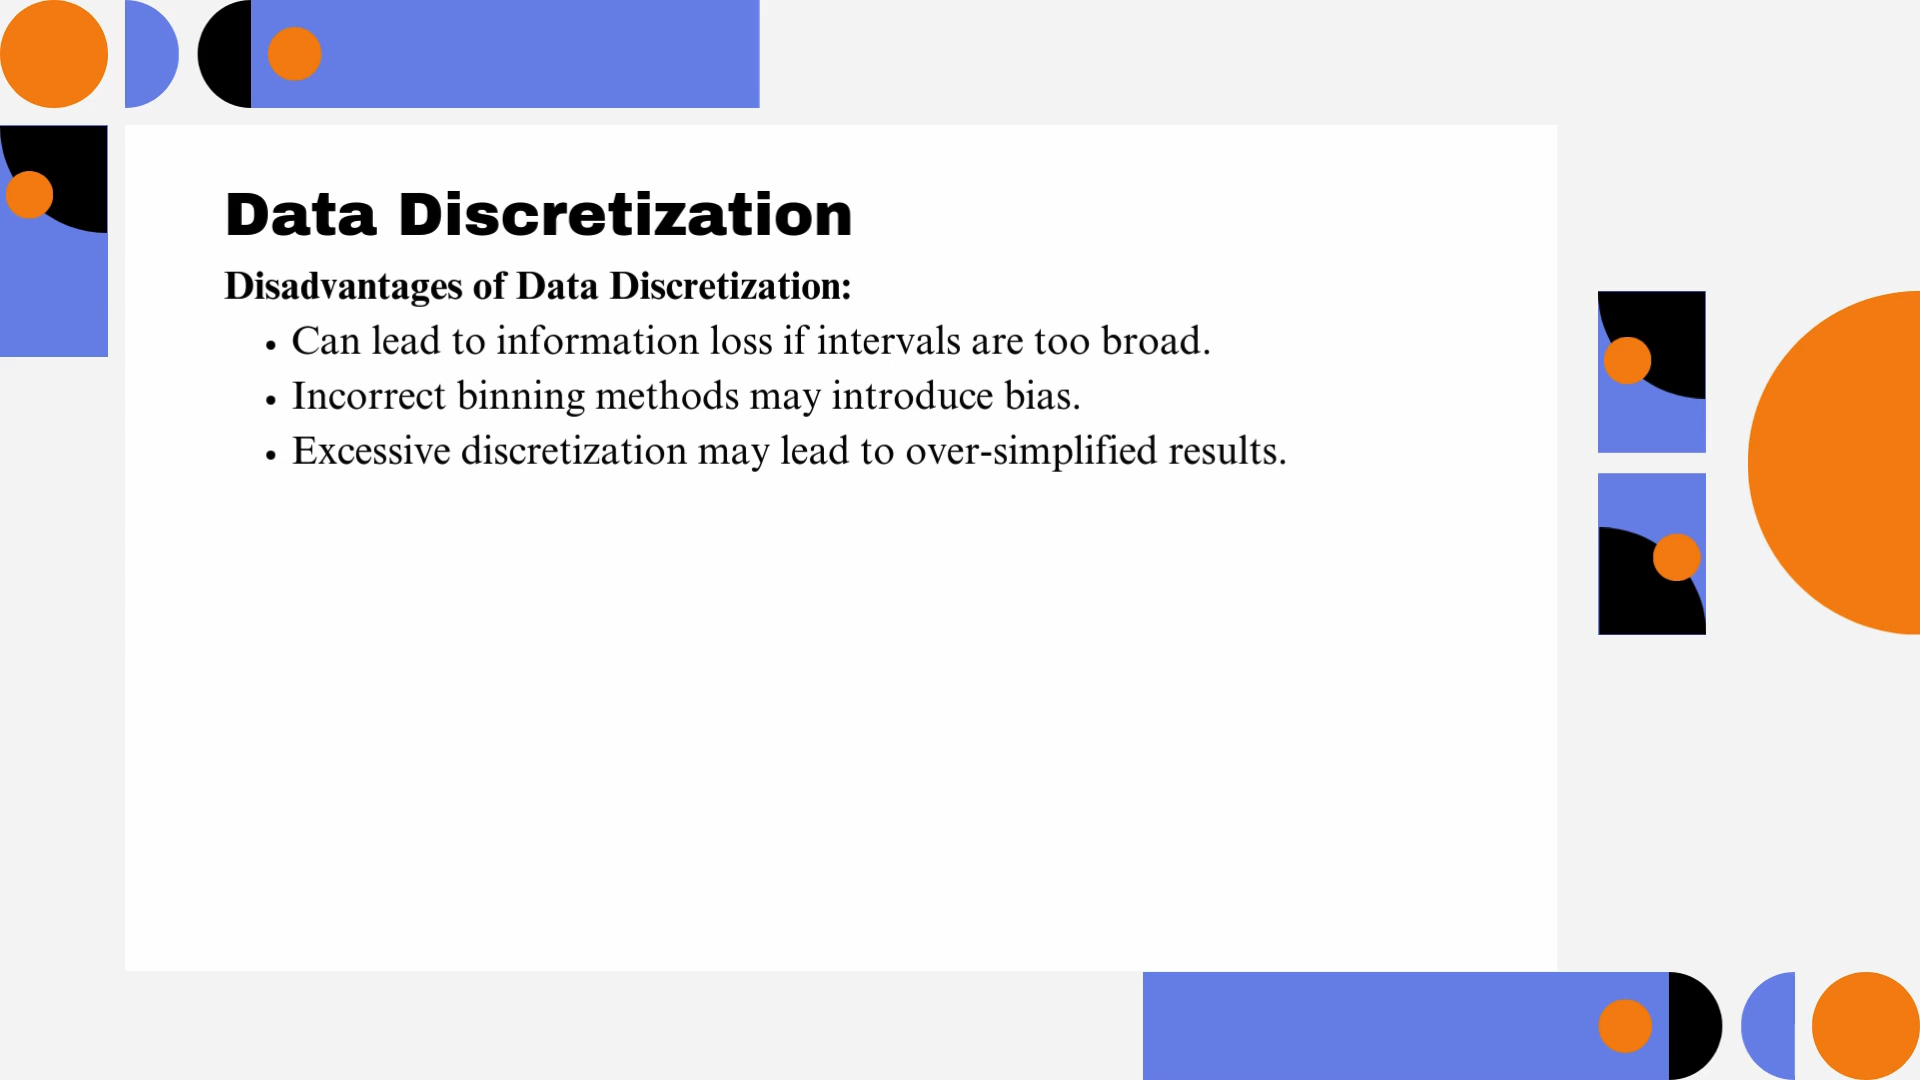 Data Discretization
Disadvantages of Data Discretization:
• Can lead to information loss if intervals are too broad.
• Incorrect binning methods may introduce bias.
• Excessive discretization may lead to over-simplified results.